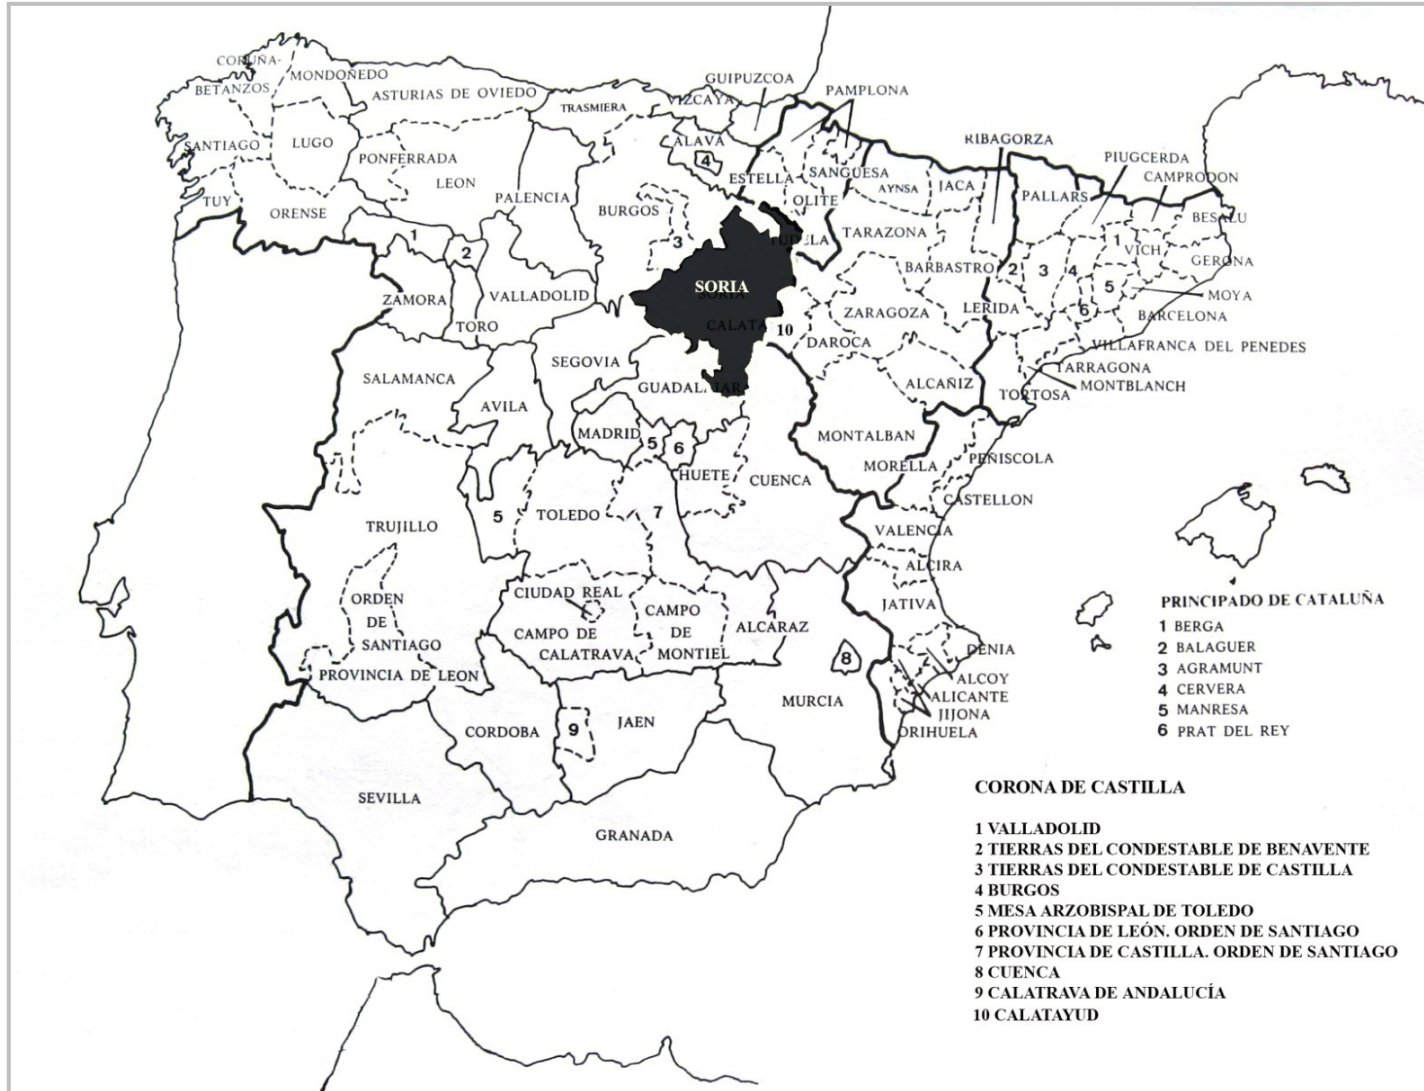 CORUÑA-
MONDOÑEDO
BETANZOS
ASTURIAS DE OVIEDO
TRASMIERA
VIZCAYA
GUIPUZCOA
PAMPLONA
SANTIAGO
LUGO
PONFERRADA
LEON
PALENCIA
ALAVA
4
BURGOS
ESTELLA
SANGUESA
OLITE
AYNSA
JACA
RIBAGORZA
PIUGCERDA
CAMPRODON
PALLARS
BESALU
TUY
ORENSE
1
2
3
TUDELA
TARAZONA
BARBASTRO
2
3
4
1
VICH
GERONA
5
MOYA
6
BARCELONA
ZAMORA
TORO
VALLADOLID
SORIA
SORIA
CALATA
10
ZARAGOZA
LERIDA
DAROCA
VILLAFRANCA DEL PENEDES
TARRAGONA
MONTBLANCH
TORTOSA
SEGOVIA
SALAMANCA
AVILA
GUADALAJARA
ALCAÑIZ
MADRID
5
6
HUETE
CUENCA
MONTALBAN
MORELLA
PEÑISCOLA
CASTELLON
TRUJILLO
5
TOLEDO
7
VALENCIA
ALCIRA
JATIVA
ORDEN
DE
SANTIAGO
PROVINCIA DE LEON
CIUDAD REAL
CAMPO DE
CALATRAVA
CAMPO
DE
MONTIEL
ALCARAZ
8
MURCIA
DENIA
ALCOY
ALICANTE
JIJONA
ORIHUELA
CORDOBA
9
JAEN
SEVILLA
GRANADA
PRINCIPADO DE CATALUÑA
1 BERGA
2 BALAGUER
3 AGRAMUNT
4 CERVERA
5 MANRESA
6 PRAT DEL REY
CORONA DE CASTILLA
1 VALLADOLID
2 TIERRAS DEL CONDESTABLE DE BENAVENTE
3 TIERRAS DEL CONDESTABLE DE CASTILLA
4 BURGOS
5 MESA ARZOBISPAL DE TOLEDO
6 PROVINCIA DE LEÓN. ORDEN DE SANTIAGO
7 PROVINCIA DE CASTILLA. ORDEN DE SANTIAGO
8 CUENCA
9 CALATRAVA DE ANDALUCÍA
10 CALATAYUD